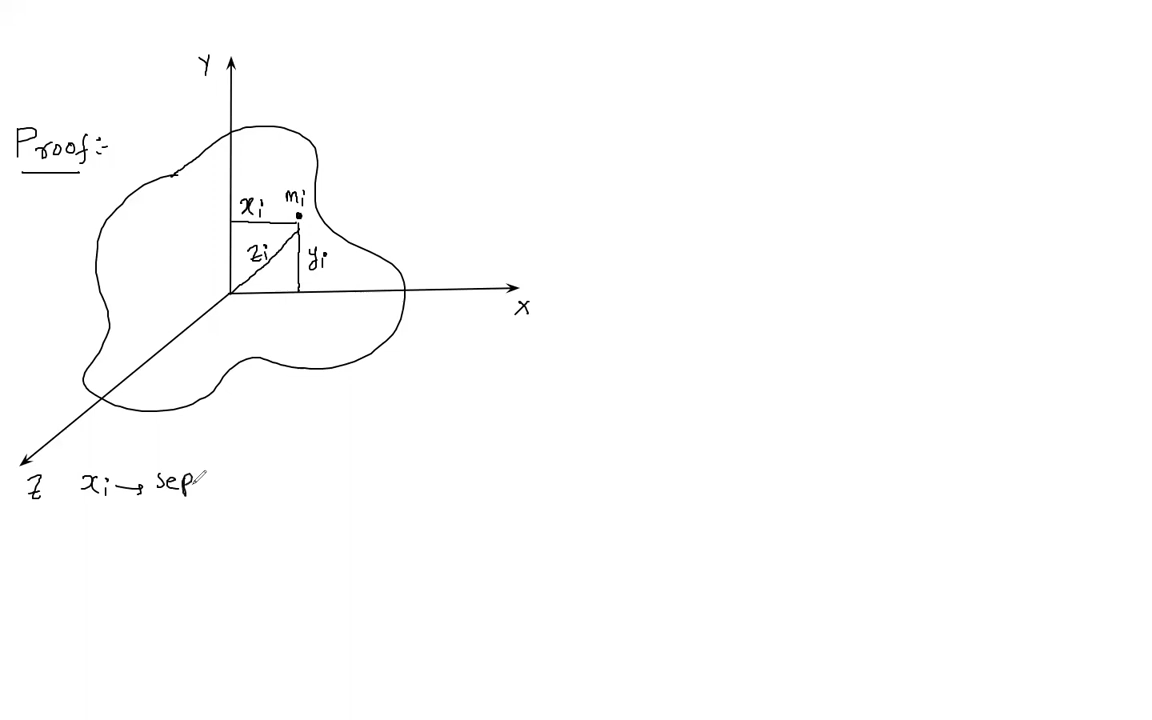 Y
Proof:-
mi
xi
zi
yi
X
Z
xi → sep